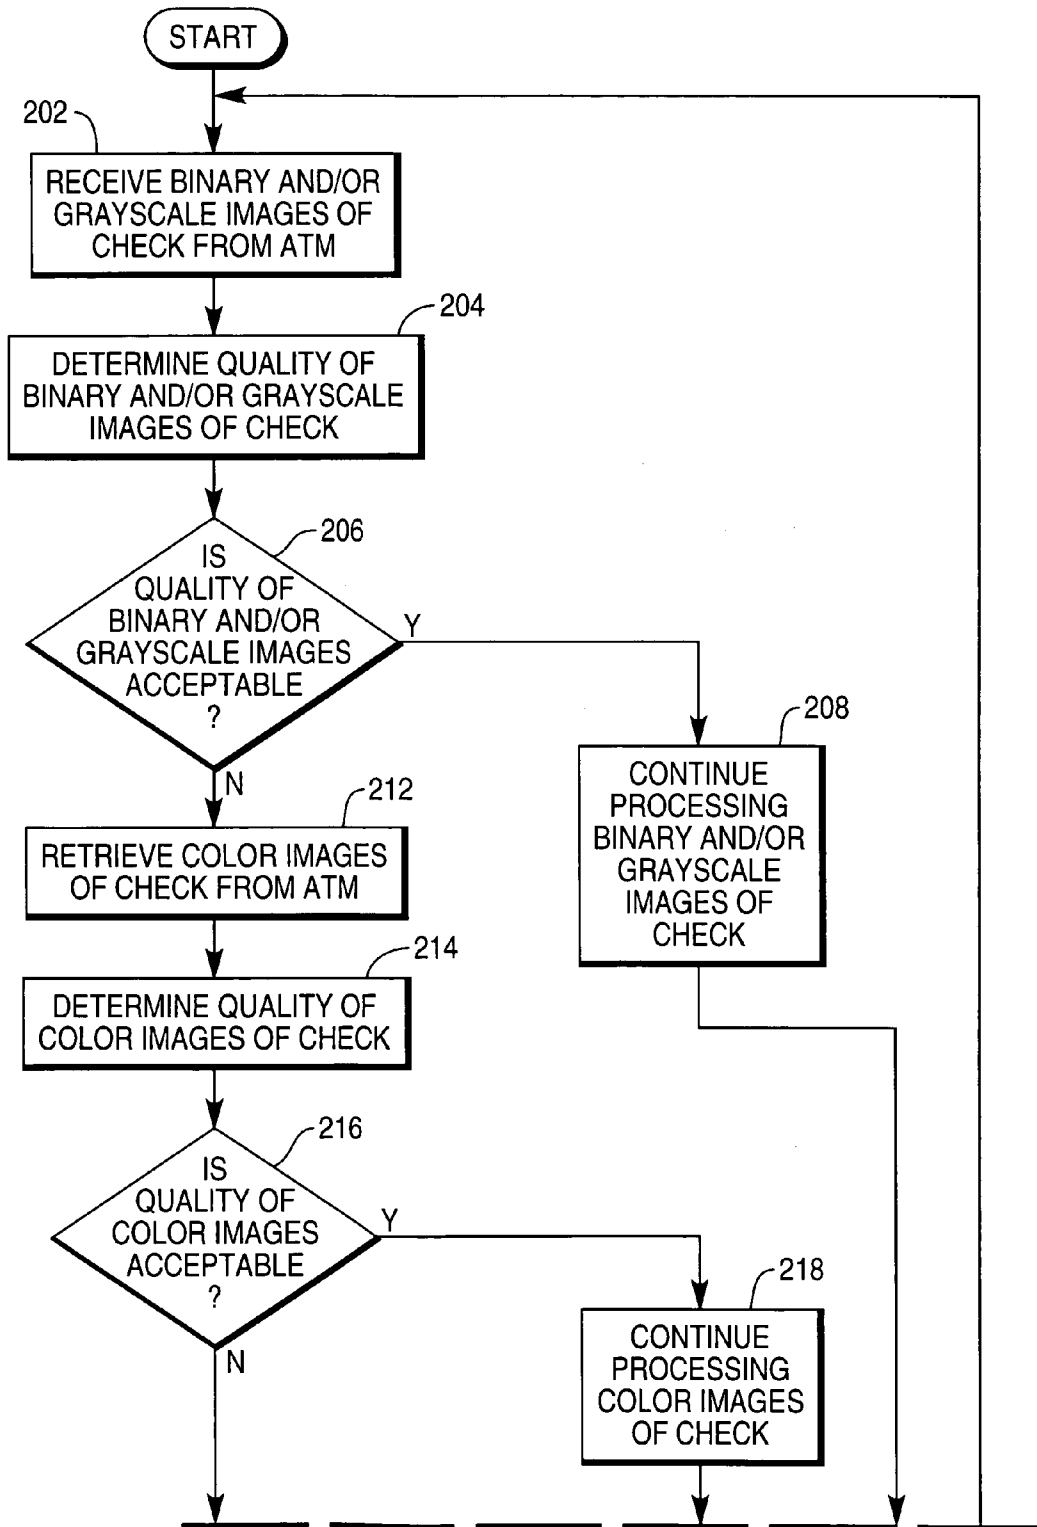 START
202
RECEIVE BINARY AND/OR
GRAYSCALE IMAGES OF
CHECK FROM ATM
204
DETERMINE QUALITY OF
BINARY AND/OR GRAYSCALE
IMAGES OF CHECK
206
IS
QUALITY OF
BINARY AND/OR
GRAYSCALE IMAGES
ACCEPTABLE
?
Y
N
208
CONTINUE
PROCESSING
BINARY AND/OR
GRAYSCALE
IMAGES OF
CHECK
212
RETRIEVE COLOR IMAGES
OF CHECK FROM ATM
214
DETERMINE QUALITY OF
COLOR IMAGES OF CHECK
216
IS
QUALITY OF
COLOR IMAGES
ACCEPTABLE
?
Y
N
218
CONTINUE
PROCESSING
COLOR IMAGES
OF CHECK